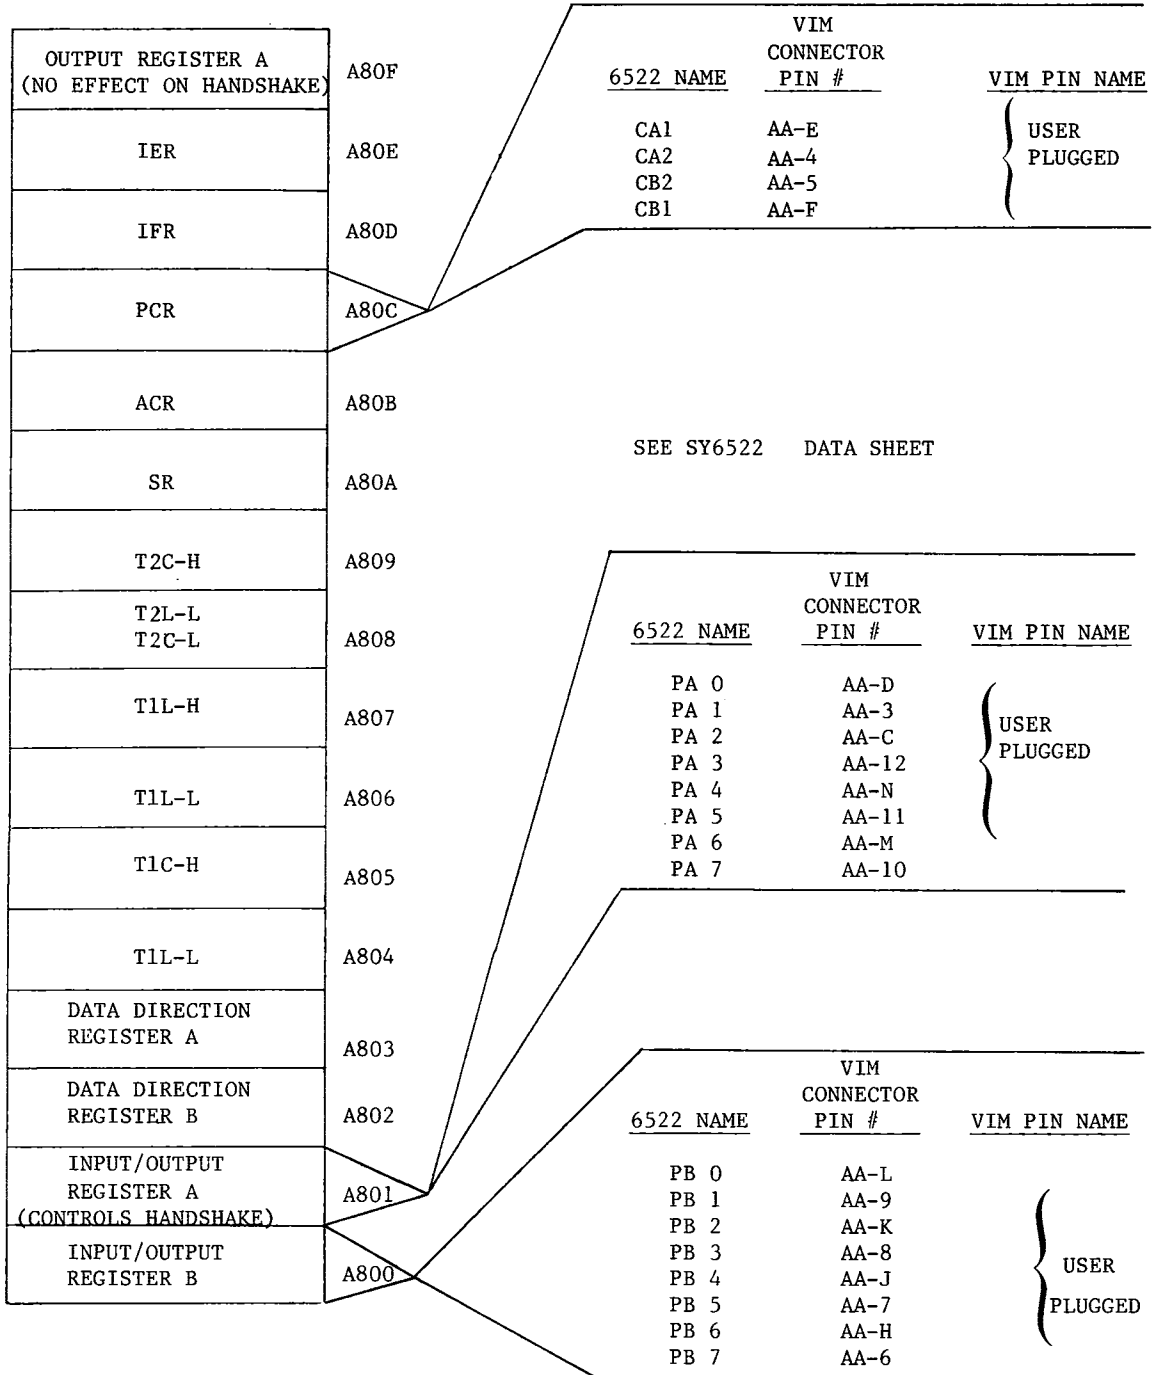 OUTPUT REGISTER A
(NO EFFECT ON HANDSHAKE)
A80F
IER
A80E
IFR
A80D
PCR
A80C
ACR
A80B
SR
A80A
T2C-H
A809
T2L-L
T2C-L
A808
T1L-H
A807
T1L-L
A806
T1C-H
A805
T1L-L
A804
DATA DIRECTION
REGISTER A
A803
DATA DIRECTION
REGISTER B
A802
INPUT/OUTPUT
REGISTER A
(CONTROLS HANDSHAKE)
A801
INPUT/OUTPUT
REGISTER B
A800
VIM
CONNECTOR
6522 NAME PIN # VIM PIN NAME
CA1 AA-E
CA2 AA-4
CB2 AA-5
CB1 AA-F
USER
PLUGGED
SEE SY6522 DATA SHEET
VIM
CONNECTOR
6522 NAME PIN # VIM PIN NAME
PA 0 AA-D
PA 1 AA-3
PA 2 AA-C
PA 3 AA-12
PA 4 AA-N
PA 5 AA-11
PA 6 AA-M
PA 7 AA-10
USER
PLUGGED
VIM
CONNECTOR
6522 NAME PIN # VIM PIN NAME
PB 0 AA-L
PB 1 AA-9
PB 2 AA-K
PB 3 AA-8
PB 4 AA-J
PB 5 AA-7
PB 6 AA-H
PB 7 AA-6
USER
PLUGGED